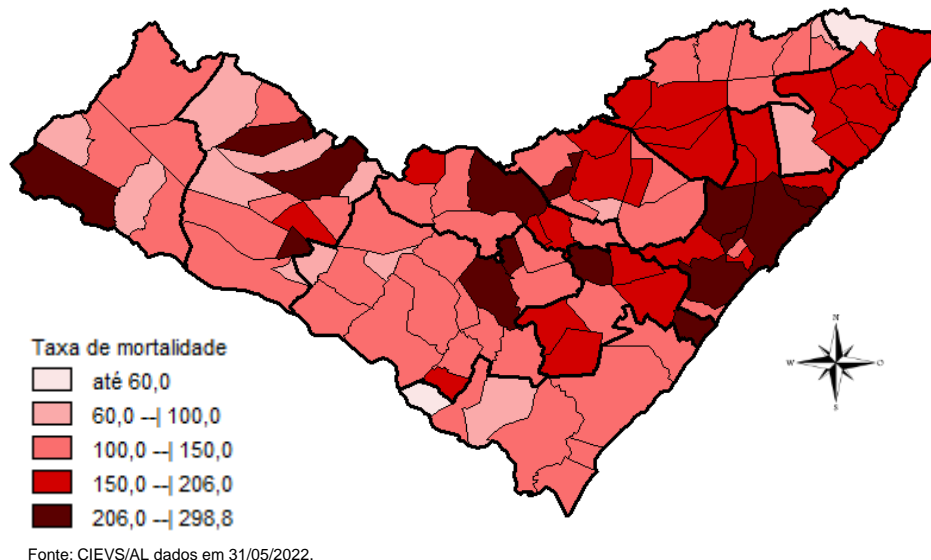 N
W
O
S
Taxa de mortalidade
até 60,0
60,0 --| 100,0
100,0 --| 150,0
150,0 --| 206,0
206,0 --| 298,8
Fonte: CIEVS/AL dados em 31/05/2022.